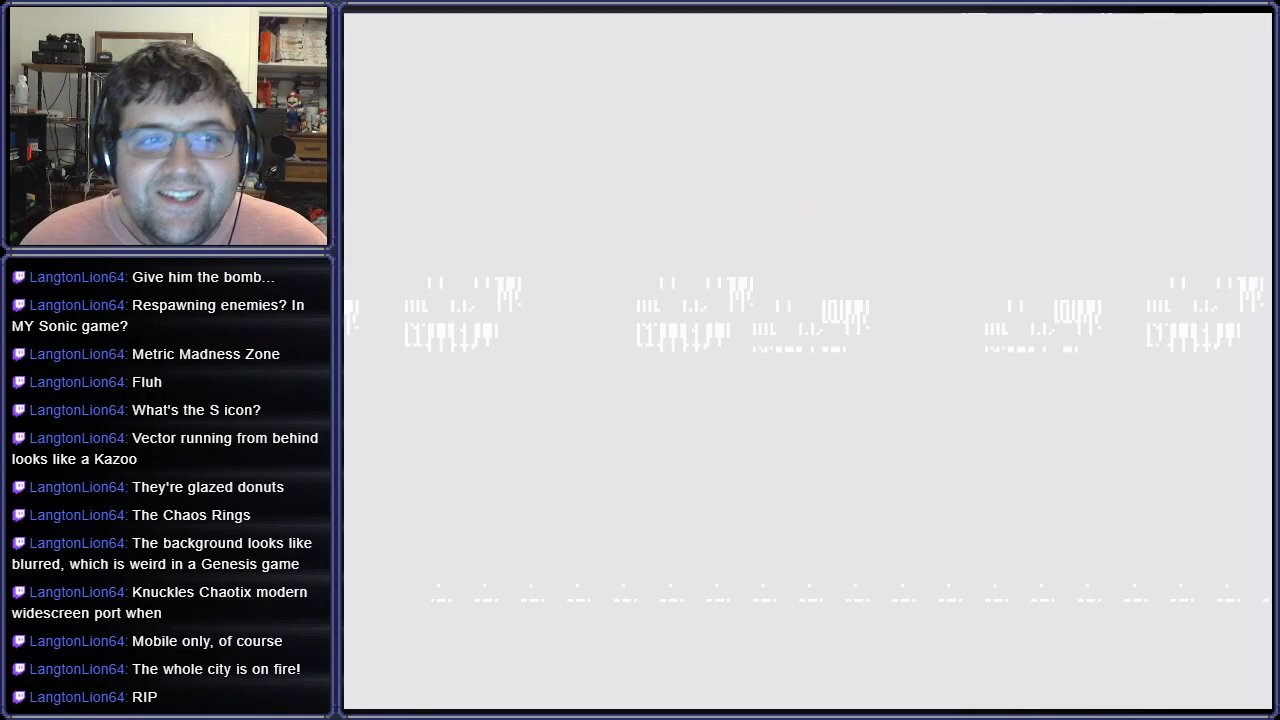 LangtonLion64: Give him the bomb...
LangtonLion64: Respawning enemies? In
MY Sonic game?
LangtonLion64: Metric Madness Zone
LangtonLion64: Fluh
LangtonLion64: What's the S icon?
LangtonLion64: Vector running from behind
looks like a Kazoo
LangtonLion64: They're glazed donuts
LangtonLion64: The Chaos Rings
LangtonLion64: The background looks like
blurred, which is weird in a Genesis game
LangtonLion64: Knuckles Chaotix modern
widescreen port when
LangtonLion64: Mobile only, of course
LangtonLion64: The whole city is on fire!
LangtonLion64: RIP